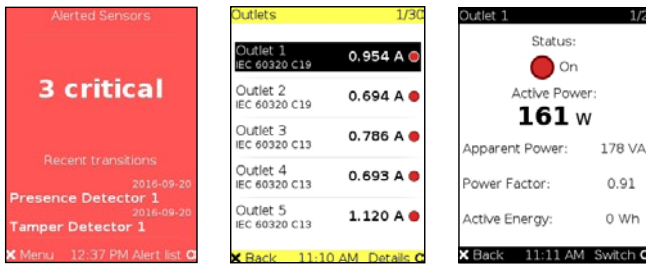 Alerted Sensors
3 critical
Recent transitions
2016-09-20
Presence Detector 1
2016-09-20
Tamper Detector 1
Menu 12:37 PM Alert list
Outlets 1/30
Outlet 1
IEC 60320 C19
0.954 A
Outlet 2
IEC 60320 C19
0.694 A
Outlet 3
IEC 60320 C13
0.786 A
Outlet 4
IEC 60320 C13
0.693 A
Outlet 5
IEC 60320 C13
1.120 A
Back 11:10 AM Details
Outlet 1 1/2
Status:
On
Active Power:
161 W
Apparent Power: 178 VA
Power Factor: 0.91
Active Energy: 0 Wh
Back 11:11 AM Switch